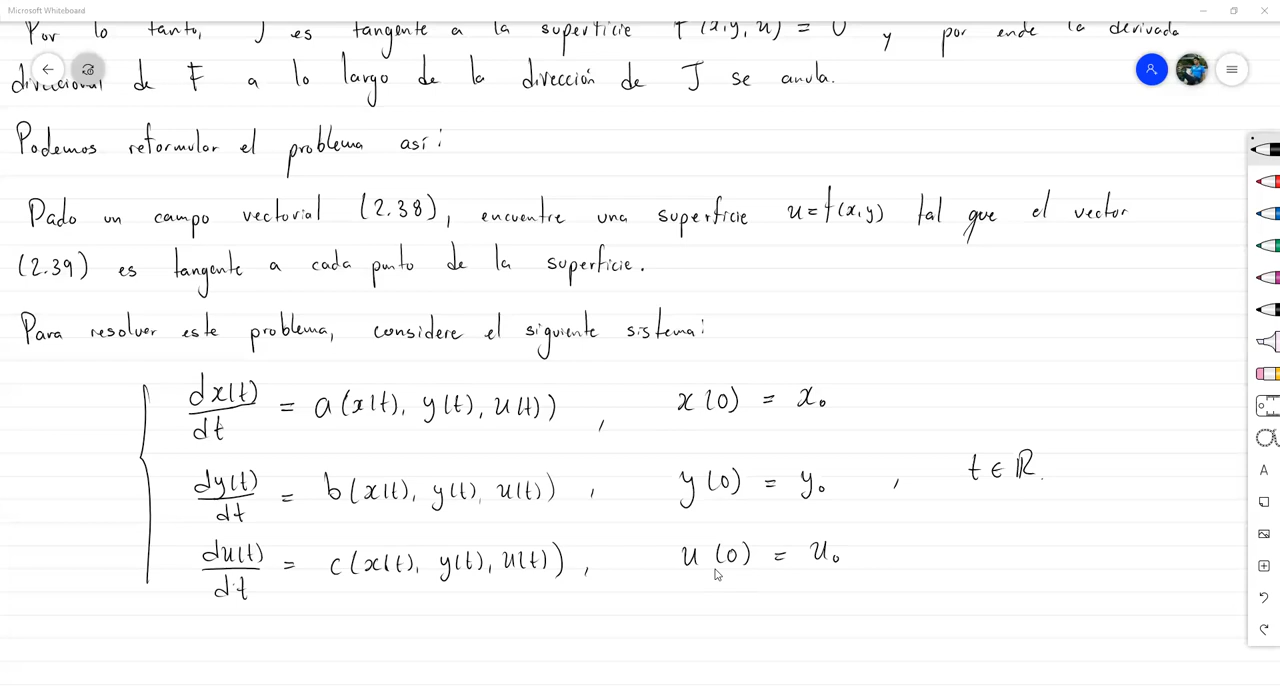 Microsoft Whiteboard
Por lo tanto, J es tangente a la superficie F(x,y,u) = 0 y por ende la derivada
direccional de F a lo largo de la dirección de J se anula.
Podemos reformular el problema así:
Dado un campo vectorial (2.38), encuentre una superficie u=f(x,y) tal que el vector
(2.39) es tangente a cada punto de la superficie.
Para resolver este problema, considere el siguiente sistema:
dx(t)/dt = a(x(t), y(t), u(t)) , x(0) = x₀
dy(t)/dt = b(x(t), y(t), u(t)) , y(0) = y₀ , t ∈ ℝ.
du(t)/dt = c(x(t), y(t), u(t)) , u(0) = u₀
A